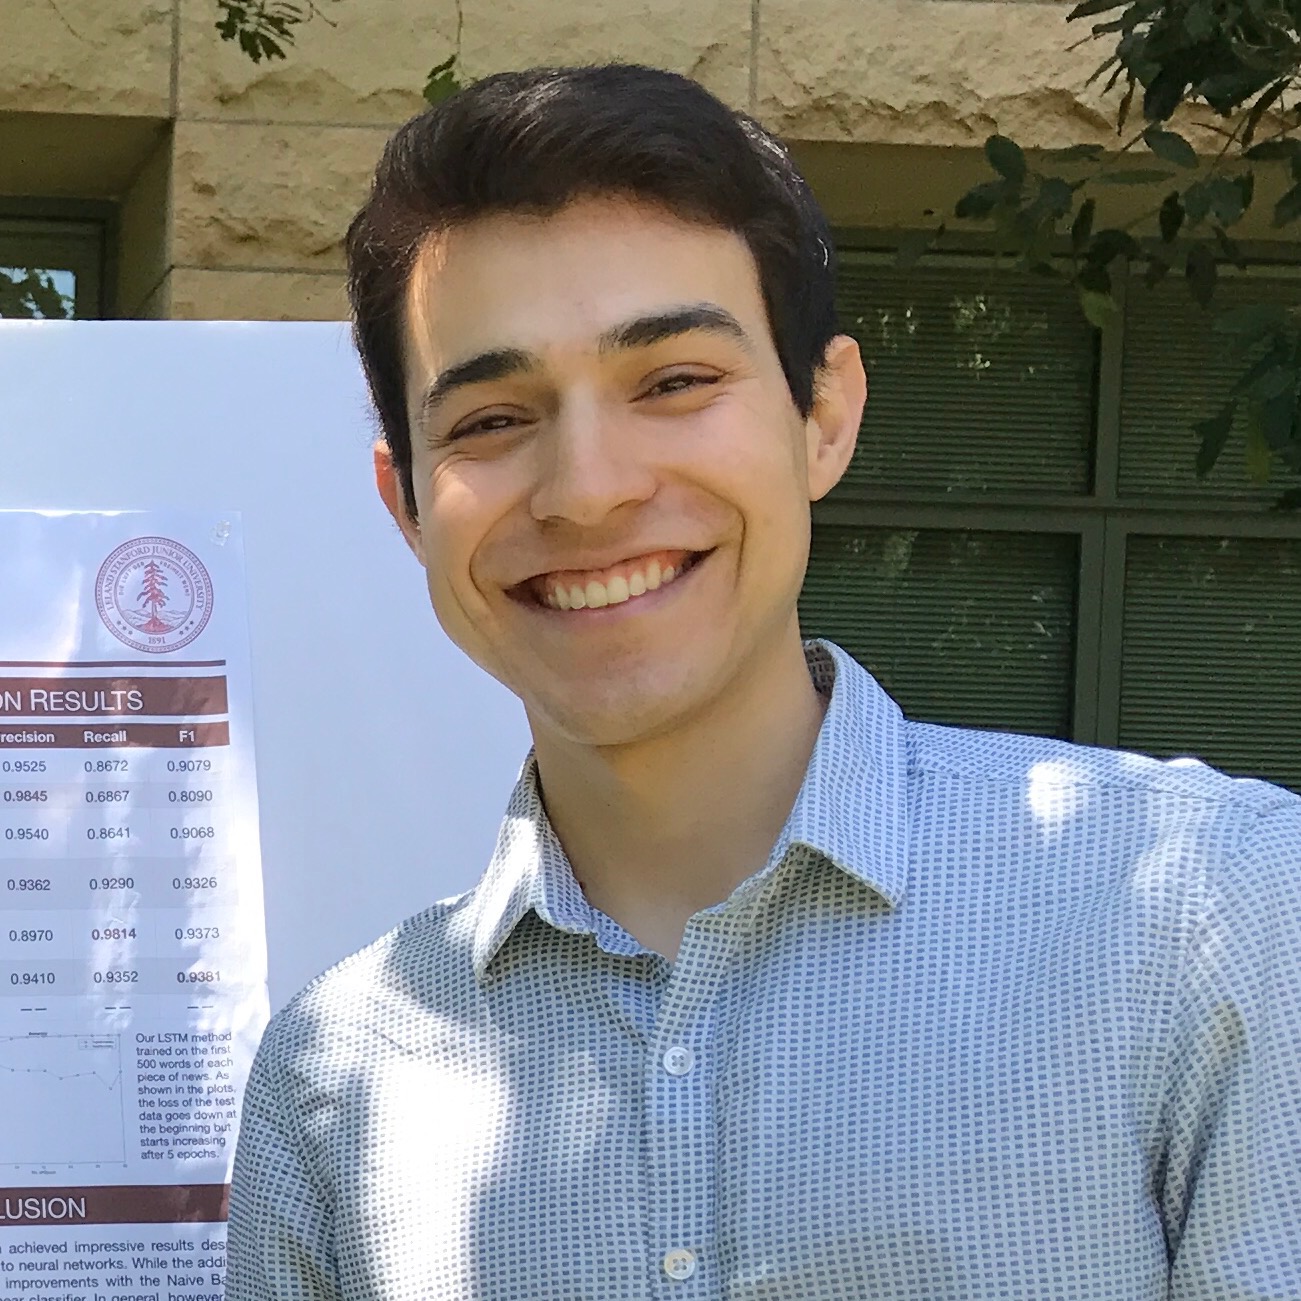 LELAND STANFORD JUNIOR UNIVERSITY
1891
ON RESULTS
recision Recall F1
0.9525 0.8672 0.9079
0.9845 0.6867 0.8090
0.9540 0.8641 0.9068
0.9362 0.9290 0.9326
0.8970 0.9814 0.9373
0.9410 0.9352 0.9381
Our LSTM method
trained on the first
500 words of each
piece of news. As
shown in the plots,
the loss of the test
data goes down at
the beginning but
starts increasing
after 5 epochs.
LUSION
achieved impressive results des
to neural networks. While the addi
improvements with the Naive Ba
ear classifier. In general, however